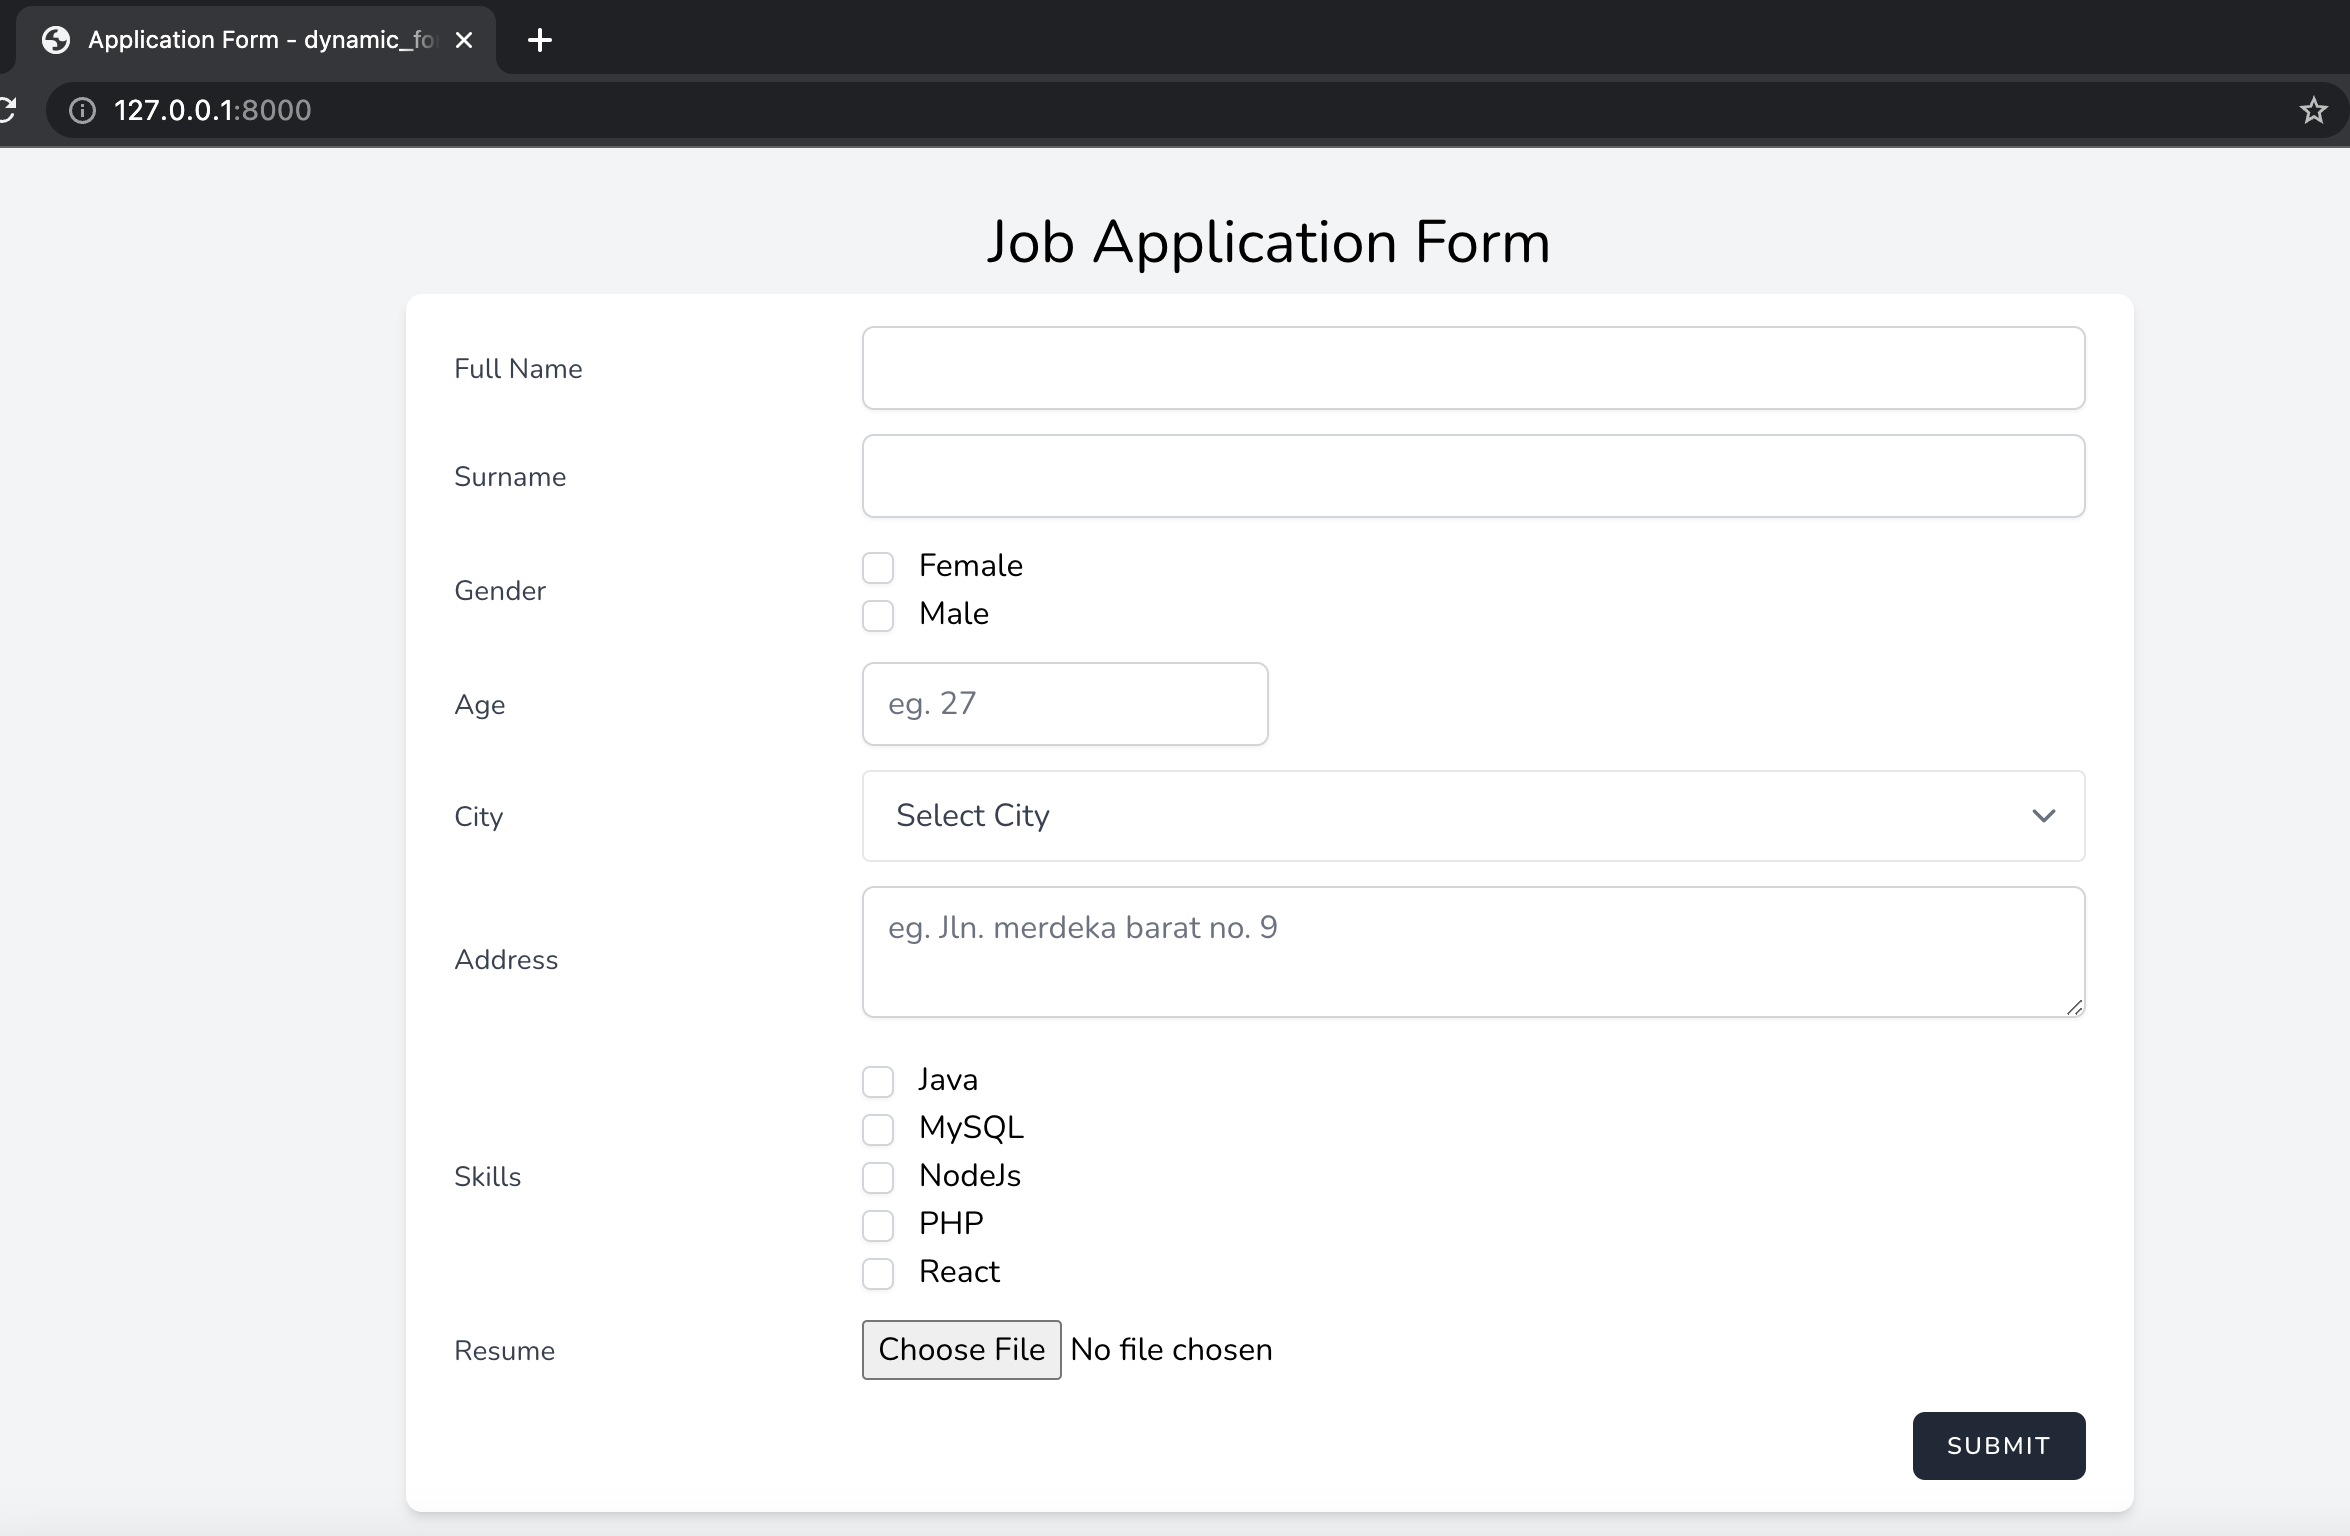 Application Form - dynamic_fo
127.0.0.1:8000
Job Application Form
Full Name
Surname
Gender
Female
Male
Age
eg. 27
City
Select City
Address
eg. Jln. merdeka barat no. 9
Skills
Java
MySQL
NodeJs
PHP
React
Resume
Choose File No file chosen
SUBMIT